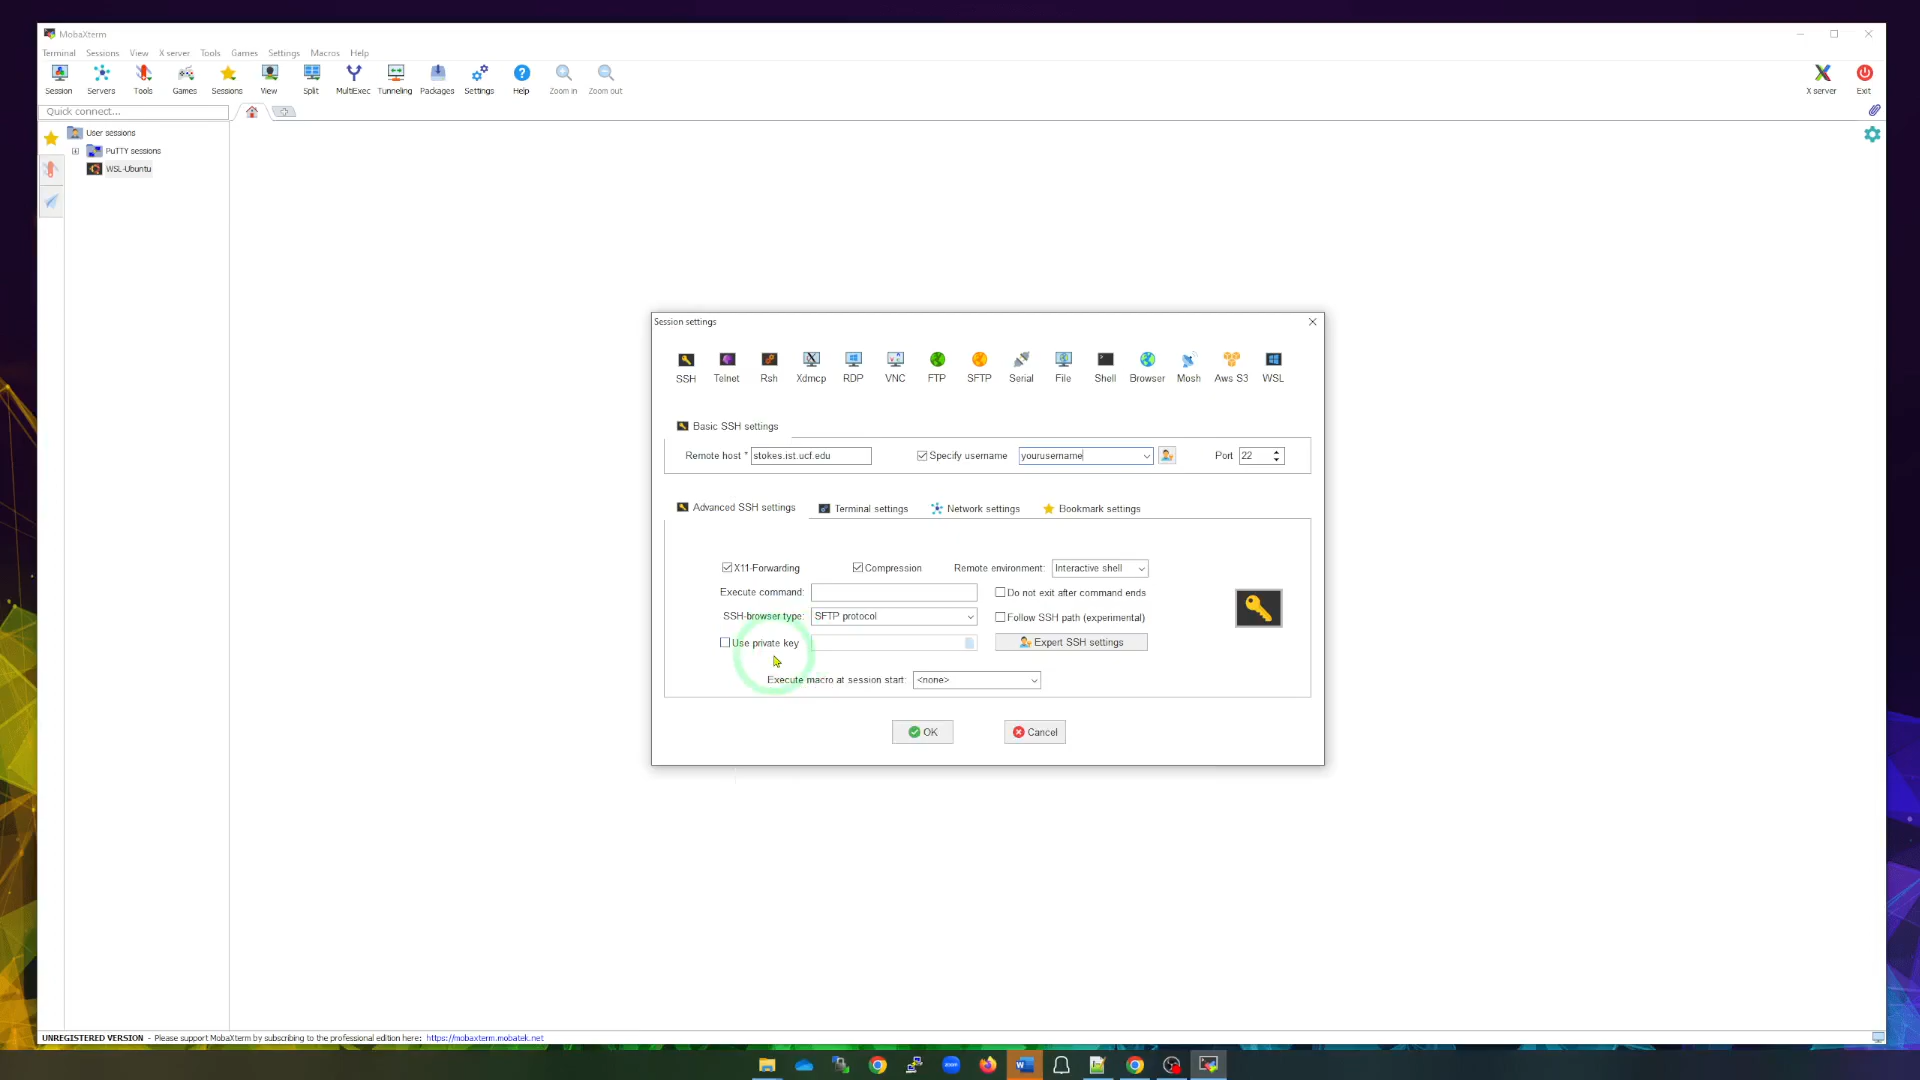 MobaXterm
Terminal Sessions View X server Tools Games Settings Macros Help
Session Servers Tools Games Sessions View Split MultiExec Tunneling Packages Settings Help Zoom in Zoom out X server Exit
Quick connect...
User sessions
PuTTY sessions
WSL-Ubuntu
Session settings
SSH Telnet Rsh Xdmcp RDP VNC FTP SFTP Serial File Shell Browser Mosh Aws S3 WSL
Basic SSH settings
Remote host * stokes.ist.ucf.edu Specify username yourusername Port 22
Advanced SSH settings Terminal settings Network settings Bookmark settings
X11-Forwarding Compression Remote environment: Interactive shell
Execute command: Do not exit after command ends
SSH-browser type: SFTP protocol Follow SSH path (experimental)
Use private key Expert SSH settings
Execute macro at session start: <none>
OK Cancel
UNREGISTERED VERSION - Please support MobaXterm by subscribing to the professional edition here: https://mobaxterm.mobatek.net